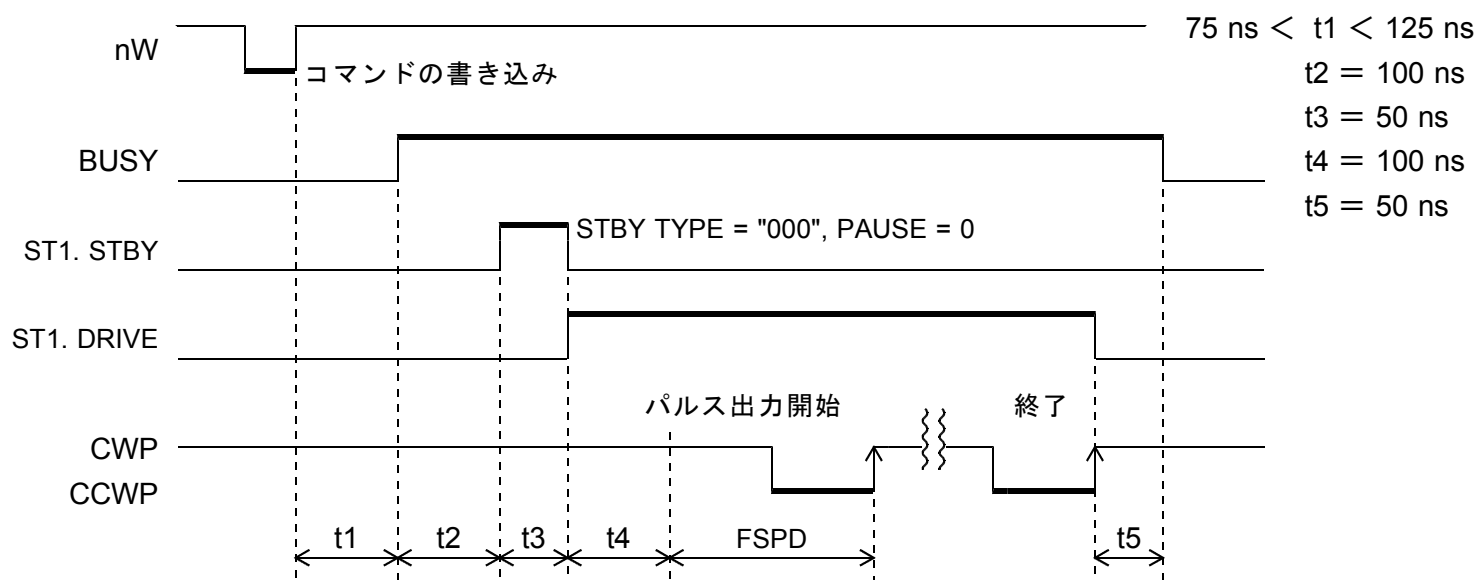 nW
コマンドの書き込み
75 ns ＜ t1 ＜ 125 ns
t2 ＝ 100 ns
t3 ＝ 50 ns
t4 ＝ 100 ns
t5 ＝ 50 ns
BUSY
ST1. STBY
STBY TYPE = "000", PAUSE = 0
ST1. DRIVE
パルス出力開始
終了
CWP
CCWP
t1
t2
t3
t4
FSPD
t5